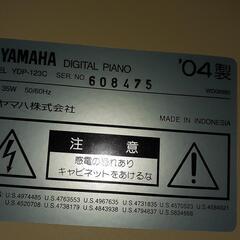 YAMAHA DIGITAL PIANO '04製
EL YDP-123C SER. NO 608475
35W 50/60Hz
ヤマハ株式会社
MADE IN INDONESIA
注意
感電の恐れあり
キャビネットをあけるな
U.S.4974485 U.S.4763553 U.S.4967635 U.S.4731835 U.S.4570523
U.S.4520708 U.S.4738179 U.S.4843938 U.S.4794837